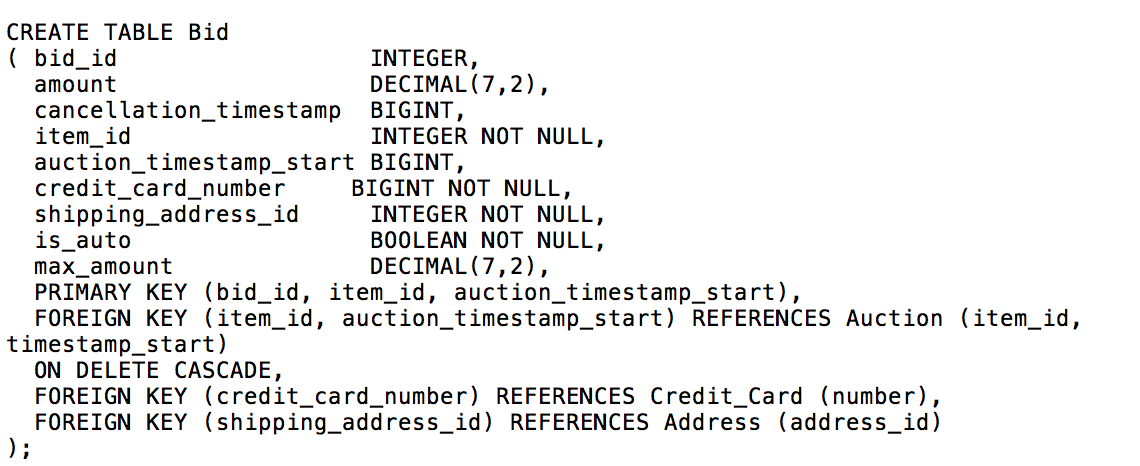 CREATE TABLE Bid
( bid_id                  INTEGER,
  amount                  DECIMAL(7,2),
  cancellation_timestamp  BIGINT,
  item_id                 INTEGER NOT NULL,
  auction_timestamp_start BIGINT,
  credit_card_number     BIGINT NOT NULL,
  shipping_address_id     INTEGER NOT NULL,
  is_auto                 BOOLEAN NOT NULL,
  max_amount              DECIMAL(7,2),
  PRIMARY KEY (bid_id, item_id, auction_timestamp_start),
  FOREIGN KEY (item_id, auction_timestamp_start) REFERENCES Auction (item_id,
timestamp_start)
  ON DELETE CASCADE,
  FOREIGN KEY (credit_card_number) REFERENCES Credit_Card (number),
  FOREIGN KEY (shipping_address_id) REFERENCES Address (address_id)
);